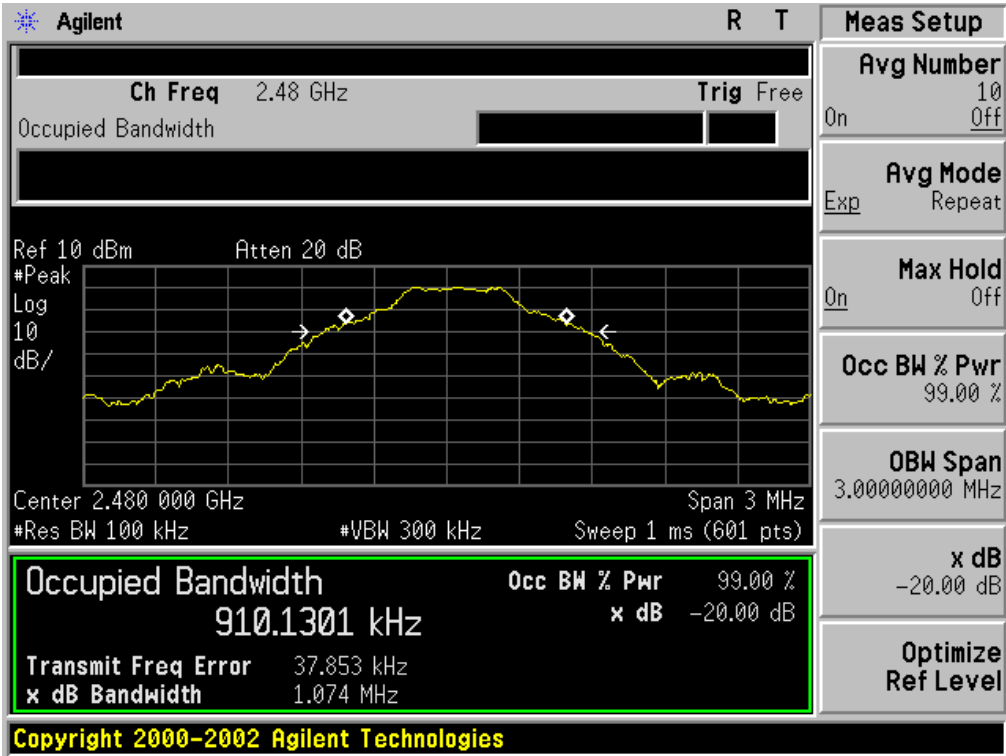 Agilent R T
Meas Setup
Ch Freq 2.48 GHz Trig Free
Occupied Bandwidth
Avg Number
10
On Off
Avg Mode
Exp Repeat
Max Hold
On Off
Occ BW % Pwr
99.00 %
OBW Span
3.00000000 MHz
x dB
-20.00 dB
Optimize
Ref Level
Ref 10 dBm Atten 20 dB
#Peak
Log
10
dB/
Center 2.480 000 GHz Span 3 MHz
#Res BW 100 kHz #VBW 300 kHz Sweep 1 ms (601 pts)
Occupied Bandwidth Occ BW % Pwr 99.00 %
910.1301 kHz x dB -20.00 dB
Transmit Freq Error 37.853 kHz
x dB Bandwidth 1.074 MHz
Copyright 2000-2002 Agilent Technologies